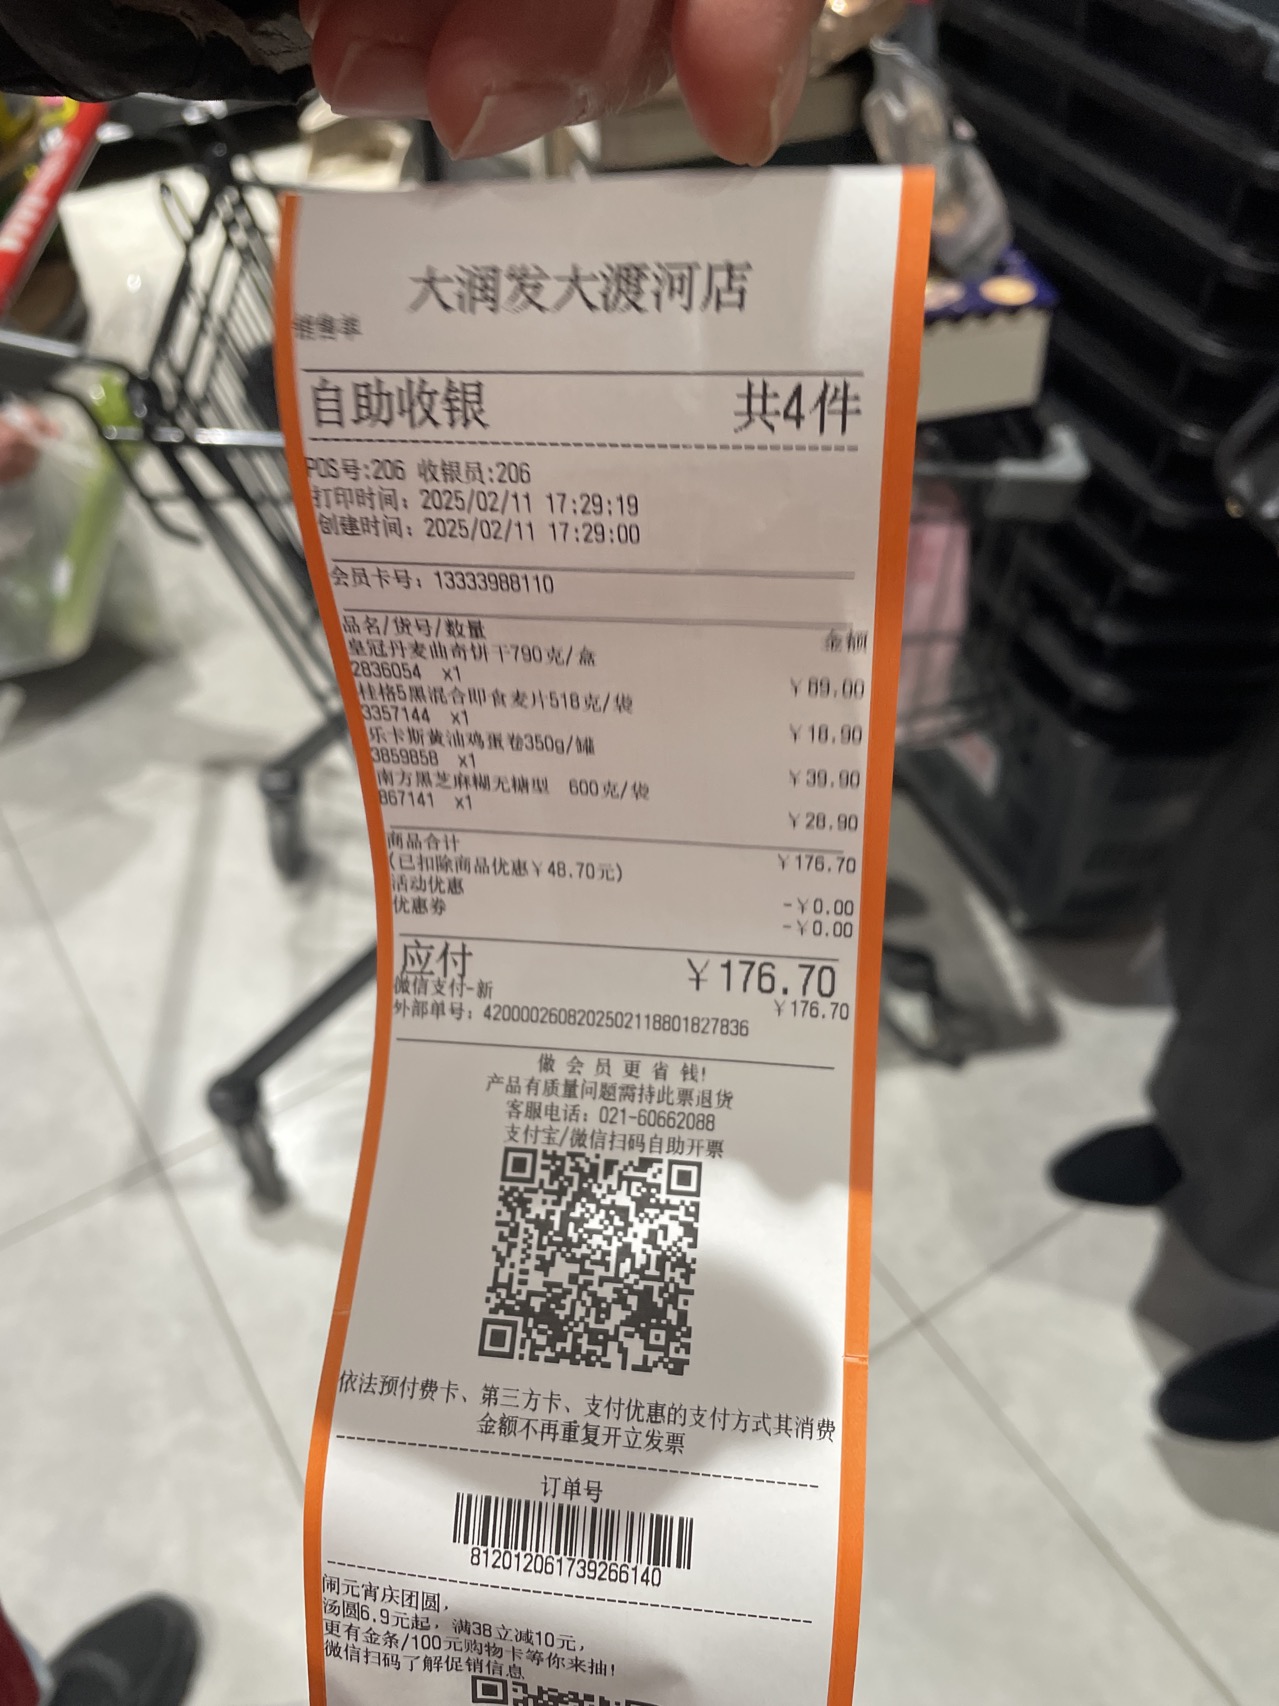 大润发大渡河店
销售单
自助收银 共4件
POS号:206 收银员:206
打印时间: 2025/02/11 17:29:19
创建时间: 2025/02/11 17:29:00
会员卡号: 13333988110
品名/货号/数量 金额
皇冠丹麦曲奇饼干790克/盒
2836054 x1 ¥89.00
桂格5黑混合即食麦片518克/袋
3357144 x1 ¥18.90
乐卡斯黄油鸡蛋卷350g/罐
3859858 x1 ¥39.90
南方黑芝麻糊无糖型 600克/袋
867141 x1 ¥28.90
商品合计 ¥176.70
(已扣除商品优惠¥48.70元)
活动优惠 -¥0.00
优惠券 -¥0.00
应付 ¥176.70
微信支付-新 ¥176.70
外部单号: 4200002608202502118801827836
做会员更省钱!
产品有质量问题需持此票退货
客服电话: 021-60662088
支付宝/微信扫码自助开票
依法预付费卡、第三方卡、支付优惠的支付方式其消费
金额不再重复开立发票
订单号
812012061739266140
闹元宵庆团圆,
汤圆6.9元起, 满38立减10元,
更有金条/100元购物卡等你来抽!
微信扫码了解促销信息